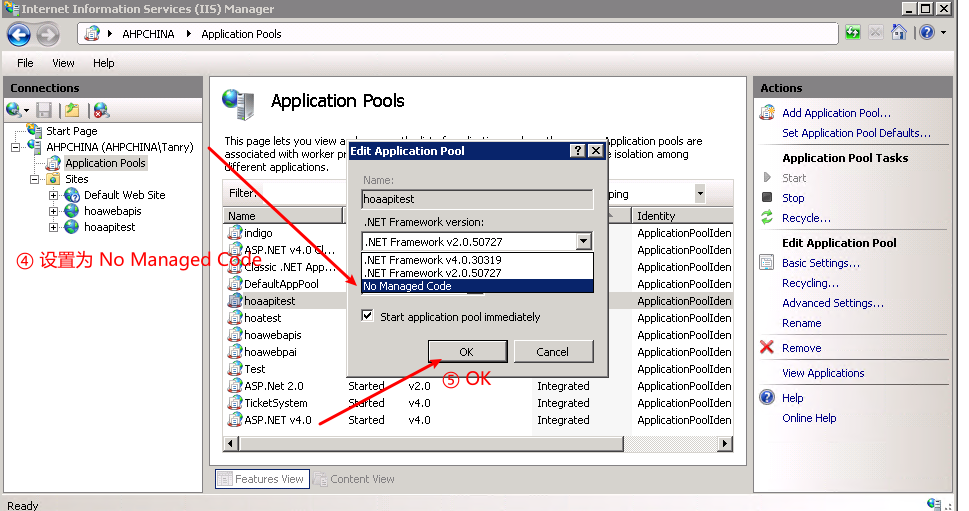 Internet Information Services (IIS) Manager
AHPCHINA
Application Pools
File View Help
Connections
Start Page
AHPCHINA (AHPCHINA\Tanry)
Application Pools
Sites
Default Web Site
hoawebapis
hoaapitest
④ 设置为 No Managed Code
Application Pools
This page lets you view a
Application pools are
associated with worker pr
e isolation among
different applications.
Filter:
ping
Name
Identity
indigo
ApplicationPoolIden
ASP.NET v4.0 Cl...
ApplicationPoolIden
Classic .NET App...
ApplicationPoolIden
DefaultAppPool
ApplicationPoolIden
hoaapitest
ApplicationPoolIden
hoatest
ApplicationPoolIden
hoawebapis
ApplicationPoolIden
hoawebpai
ApplicationPoolIden
Test
ApplicationPoolIden
ASP.Net 2.0 Started v2.0 Integrated ApplicationPoolIden
TicketSystem Started v4.0 Integrated ApplicationPoolIden
ASP.NET v4.0 Started v4.0 Integrated ApplicationPoolIden
Edit Application Pool
Name:
hoaapitest
.NET Framework version:
.NET Framework v2.0.50727
.NET Framework v4.0.30319
.NET Framework v2.0.50727
No Managed Code
Start application pool immediately
OK Cancel
⑤ OK
Features View Content View
Actions
Add Application Pool...
Set Application Pool Defaults...
Application Pool Tasks
Start
Stop
Recycle...
Edit Application Pool
Basic Settings...
Recycling...
Advanced Settings...
Rename
Remove
View Applications
Help
Online Help
Ready